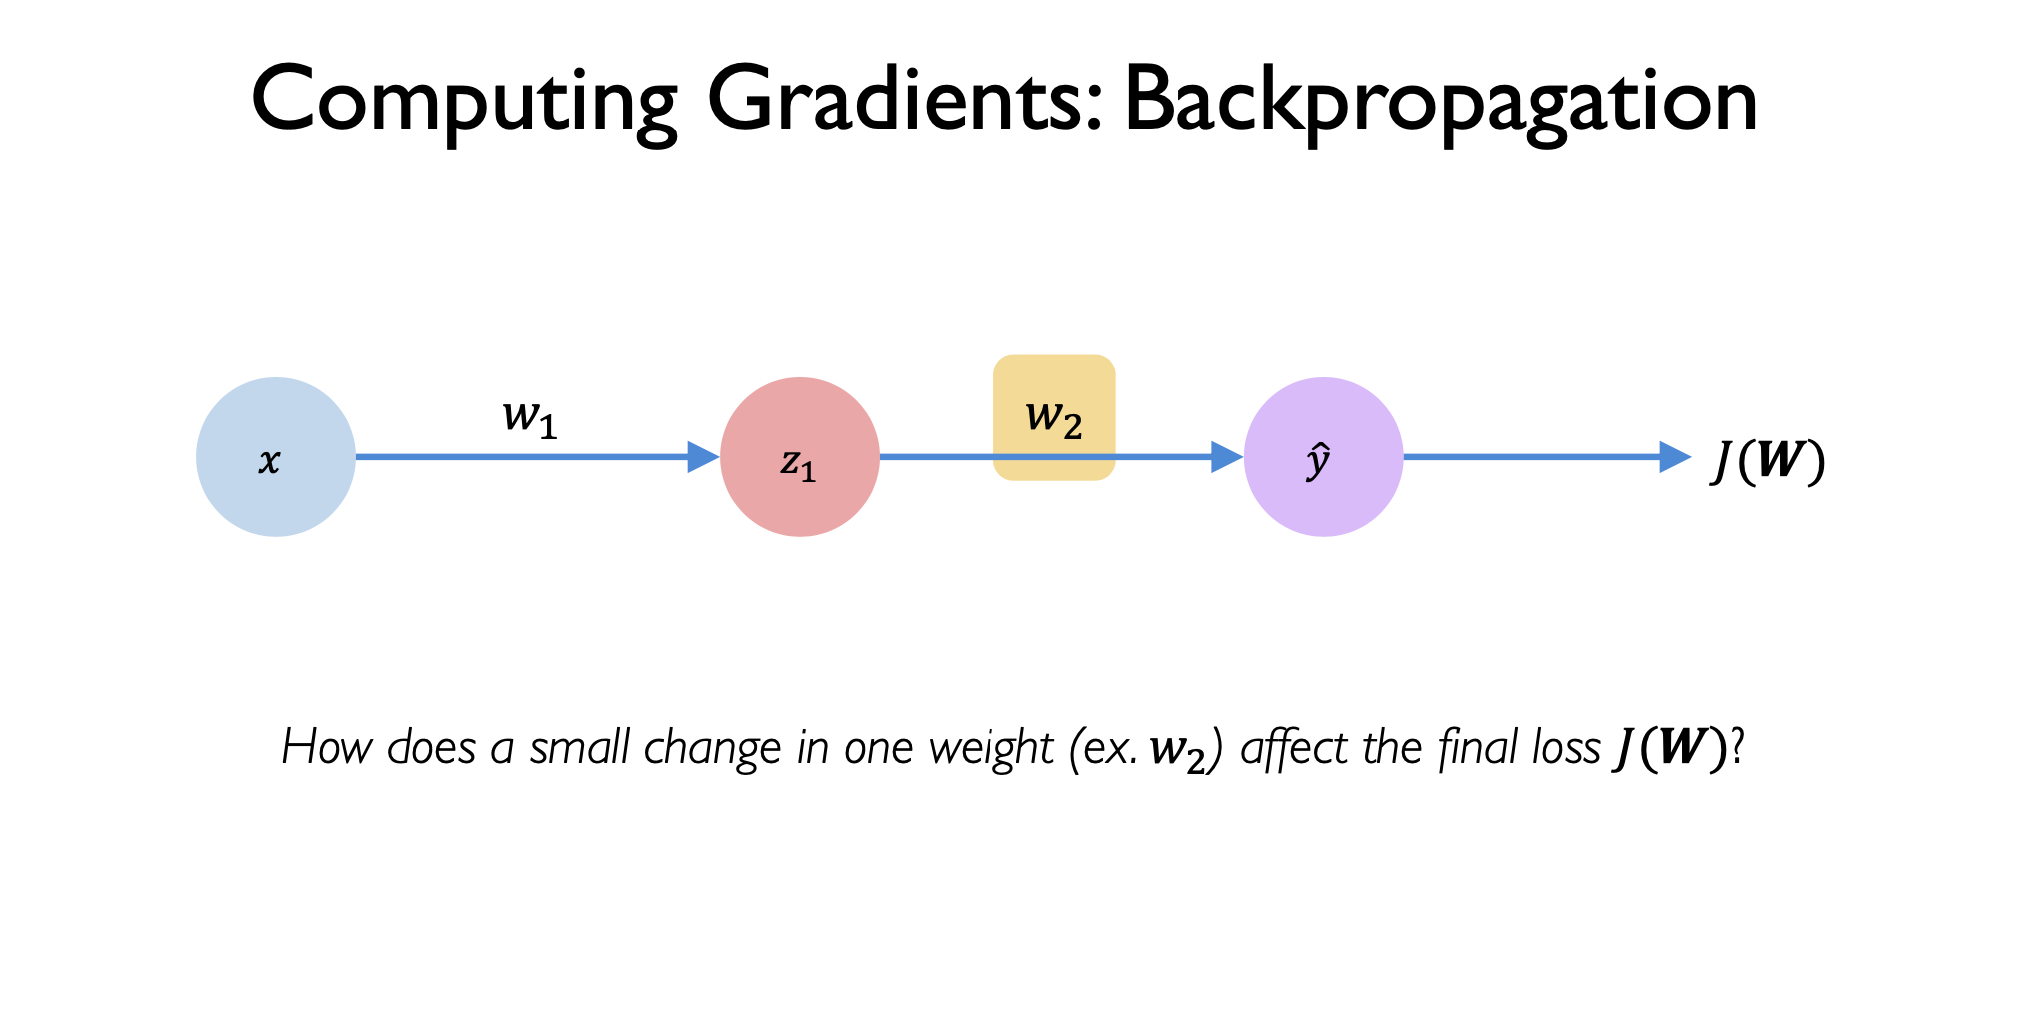 Computing Gradients: Backpropagation
x
w₁
z₁
w₂
ŷ
J(W)
How does a small change in one weight (ex. w₂) affect the final loss J(W)?